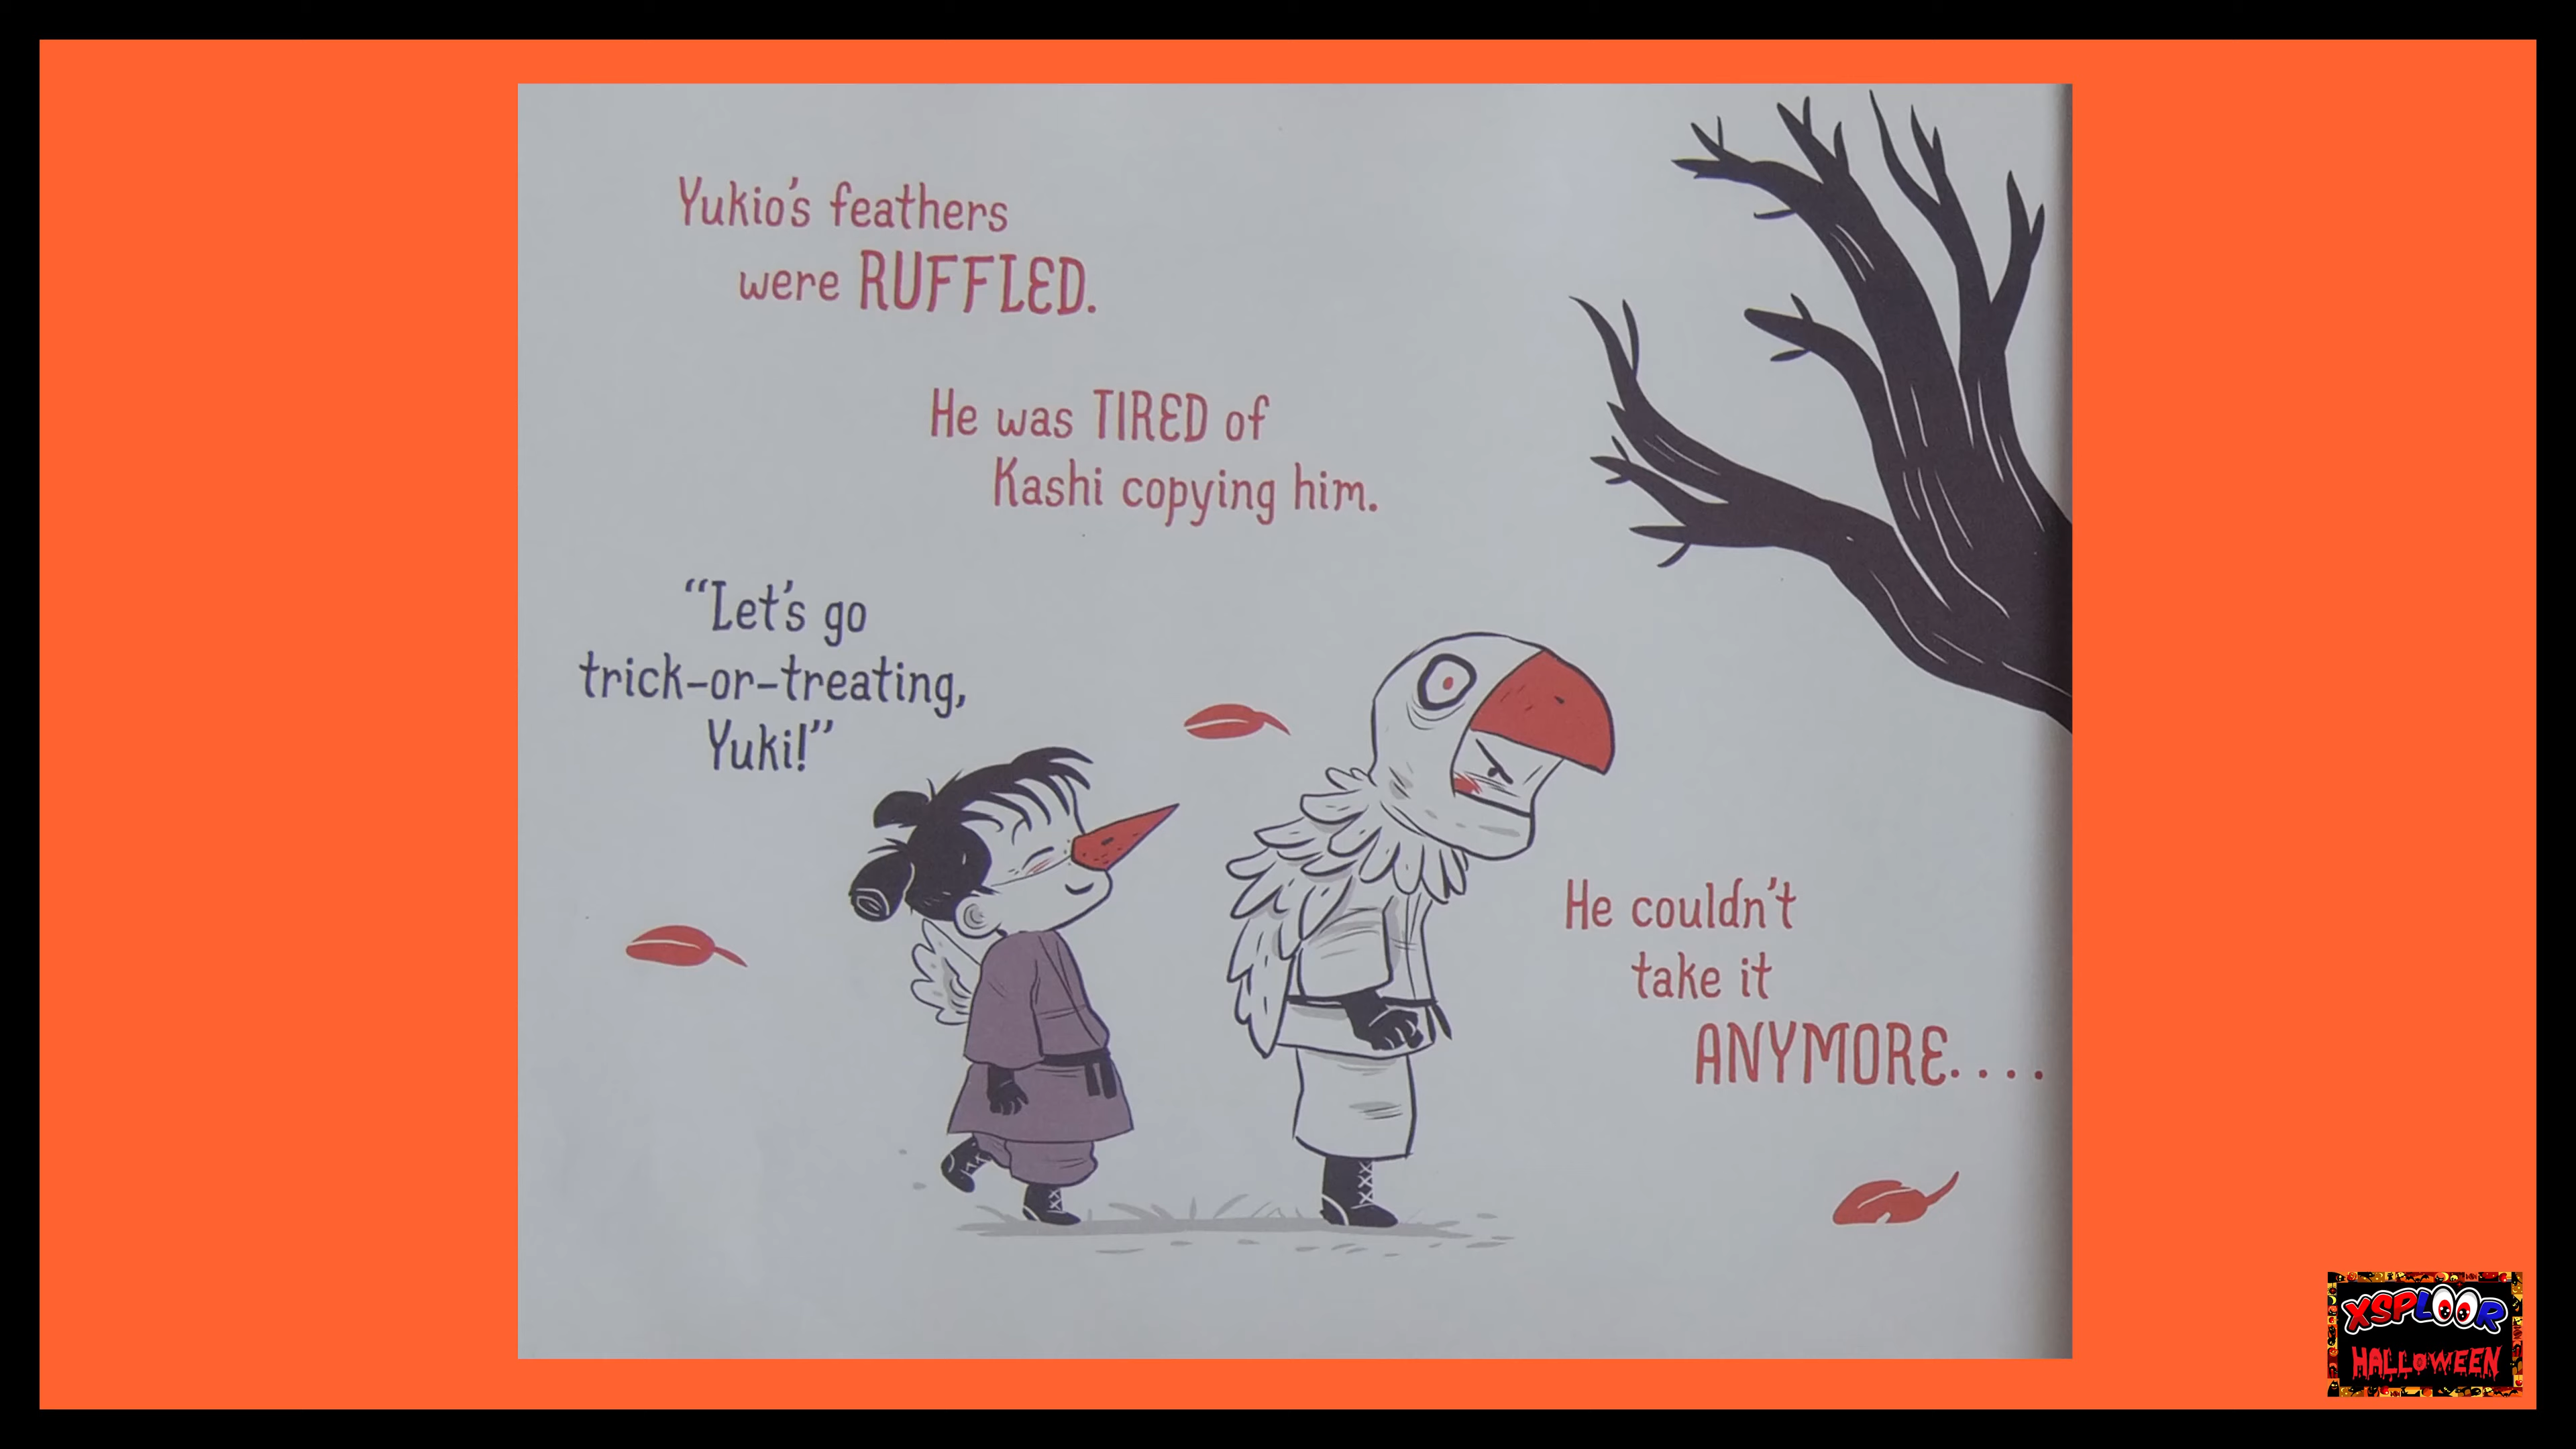 Yukio's feathers
were RUFFLED.
He was TIRED of
Kashi copying him.
“Let's go
trick-or-treating,
Yuki!”
He couldn't
take it
ANYMORE....
XSPLOOR
HALLOWEEN